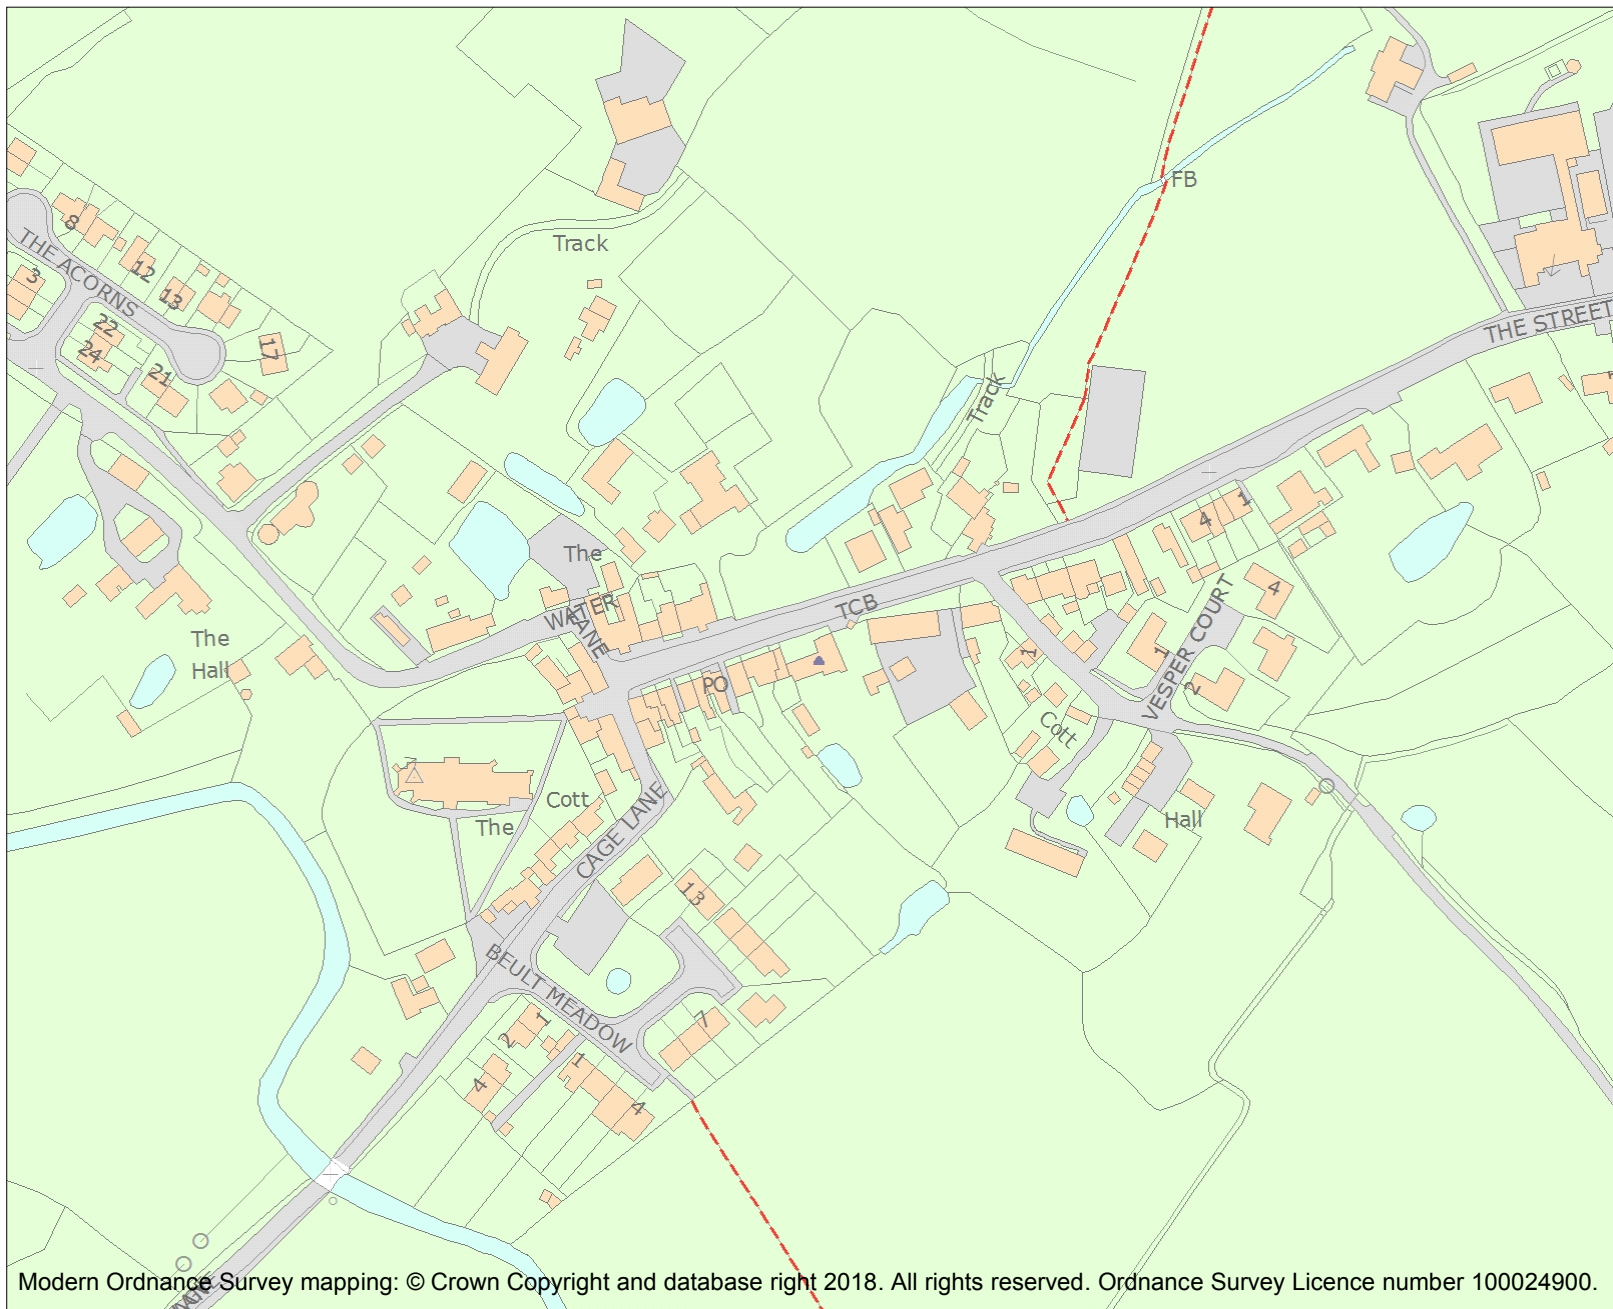 FB
8
THE ACORNS
Track
3
12
13
22
24
21
17
THE STREET
Track
4
1
The
WATER
LANE
TCB
4
VESPER COURT
1
1
2
The
Hall
PO
Cott
Cott
The
CAGE LANE
Hall
13
BEULT MEADOW
7
1
2
1
4
4
Modern Ordnance Survey mapping: © Crown Copyright and database right 2018. All rights reserved. Ordnance Survey Licence number 100024900.